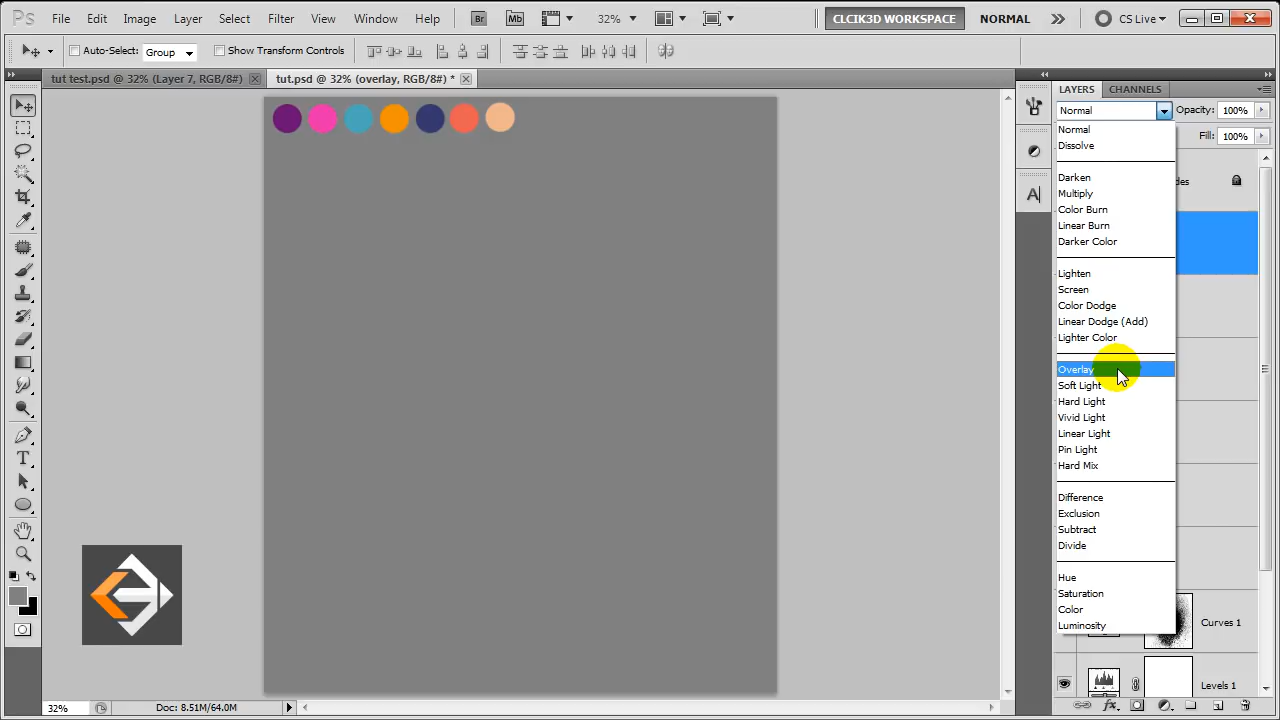 Ps File Edit Image Layer Select Filter View Window Help Br Mb 32% CLCIK3D WORKSPACE NORMAL CS Live
Auto-Select: Group Show Transform Controls
tut test.psd @ 32% (Layer 7, RGB/8#) tut.psd @ 32% (overlay, RGB/8#) *
LAYERS CHANNELS
Normal Opacity: 100%
Normal Fill: 100%
Dissolve
Darken
Multiply
Color Burn
Linear Burn
Darker Color
Lighten
Screen
Color Dodge
Linear Dodge (Add)
Lighter Color
Overlay
Soft Light
Hard Light
Vivid Light
Linear Light
Pin Light
Hard Mix
Difference
Exclusion
Subtract
Divide
Hue
Saturation
Color
Luminosity
Curves 1
Levels 1
32% Doc: 8.51M/64.0M